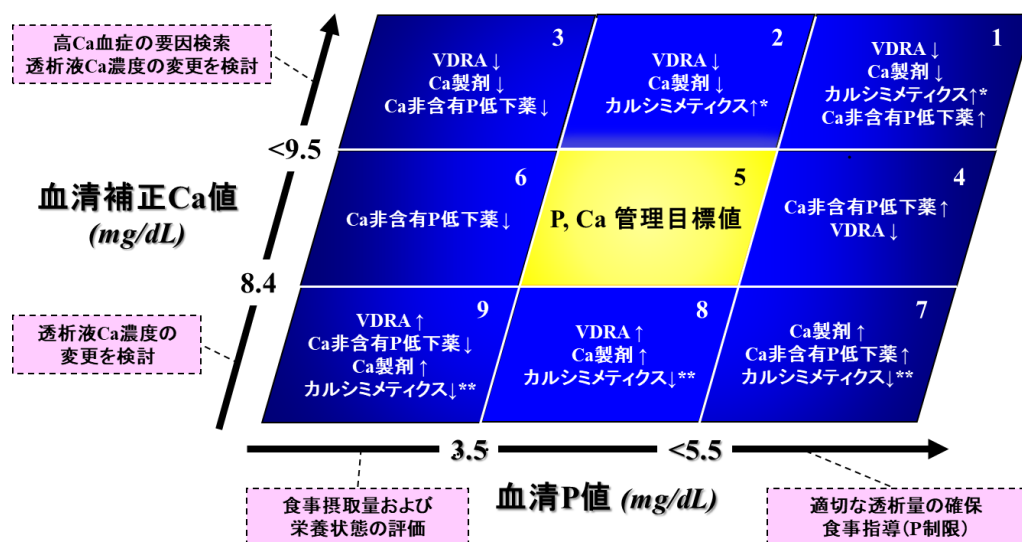 高Ca血症の要因検索
透析液Ca濃度の変更を検討
3
VDRA↓
Ca製剤↓
Ca非含有P低下薬↓
2
VDRA↓
Ca製剤↓
カルシミメティクス↑*
1
VDRA↓
Ca製剤↓
カルシミメティクス↑*
Ca非含有P低下薬↑
<9.5
血清補正Ca値
(mg/dL)
6
Ca非含有P低下薬↓
5
P, Ca 管理目標値
4
Ca非含有P低下薬↑
VDRA↓
8.4
透析液Ca濃度の
変更を検討
9
VDRA↑
Ca非含有P低下薬↓
Ca製剤↑
カルシミメティクス↓**
8
VDRA↑
Ca製剤↑
カルシミメティクス↓**
7
Ca製剤↑
Ca非含有P低下薬↑
カルシミメティクス↓**
3.5
<5.5
食事摂取量および
栄養状態の評価
血清P値 (mg/dL)
適切な透析量の確保
食事指導(P制限)